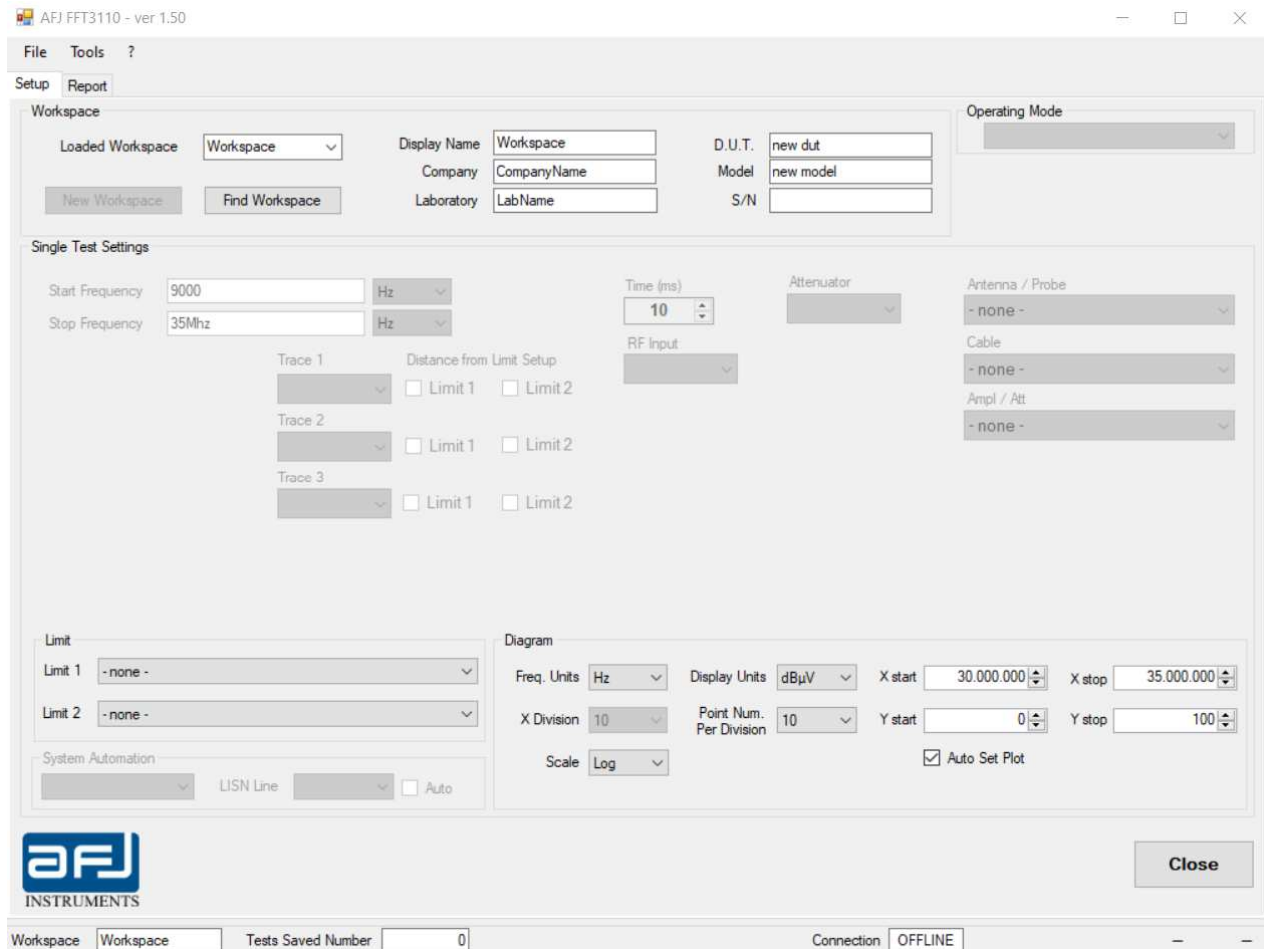 AFJ FFT3110 - ver 1.50
File Tools ?
Setup Report
Workspace
Operating Mode
Loaded Workspace Workspace Display Name Workspace D.U.T. new dut
Company CompanyName Model new model
New Workspace Find Workspace Laboratory LabName S/N
Single Test Settings
Start Frequency 9000 Hz Time (ms) Attenuator Antenna / Probe
10 - none -
Stop Frequency 35Mhz Hz
RF Input Cable
Trace 1 Distance from Limit Setup
- none -
Limit 1 Limit 2
Ampl / Att
Trace 2 - none -
Limit 1 Limit 2
Trace 3
Limit 1 Limit 2
Limit
Limit 1 - none -
Limit 2 - none -
System Automation
LISN Line Auto
Diagram
Freq. Units Hz Display Units dBµV X start 30.000.000 X stop 35.000.000
X Division 10 Point Num. Per Division 10 Y start 0 Y stop 100
Scale Log Auto Set Plot
aFJ
INSTRUMENTS
Close
Workspace Workspace Tests Saved Number 0 Connection OFFLINE – –